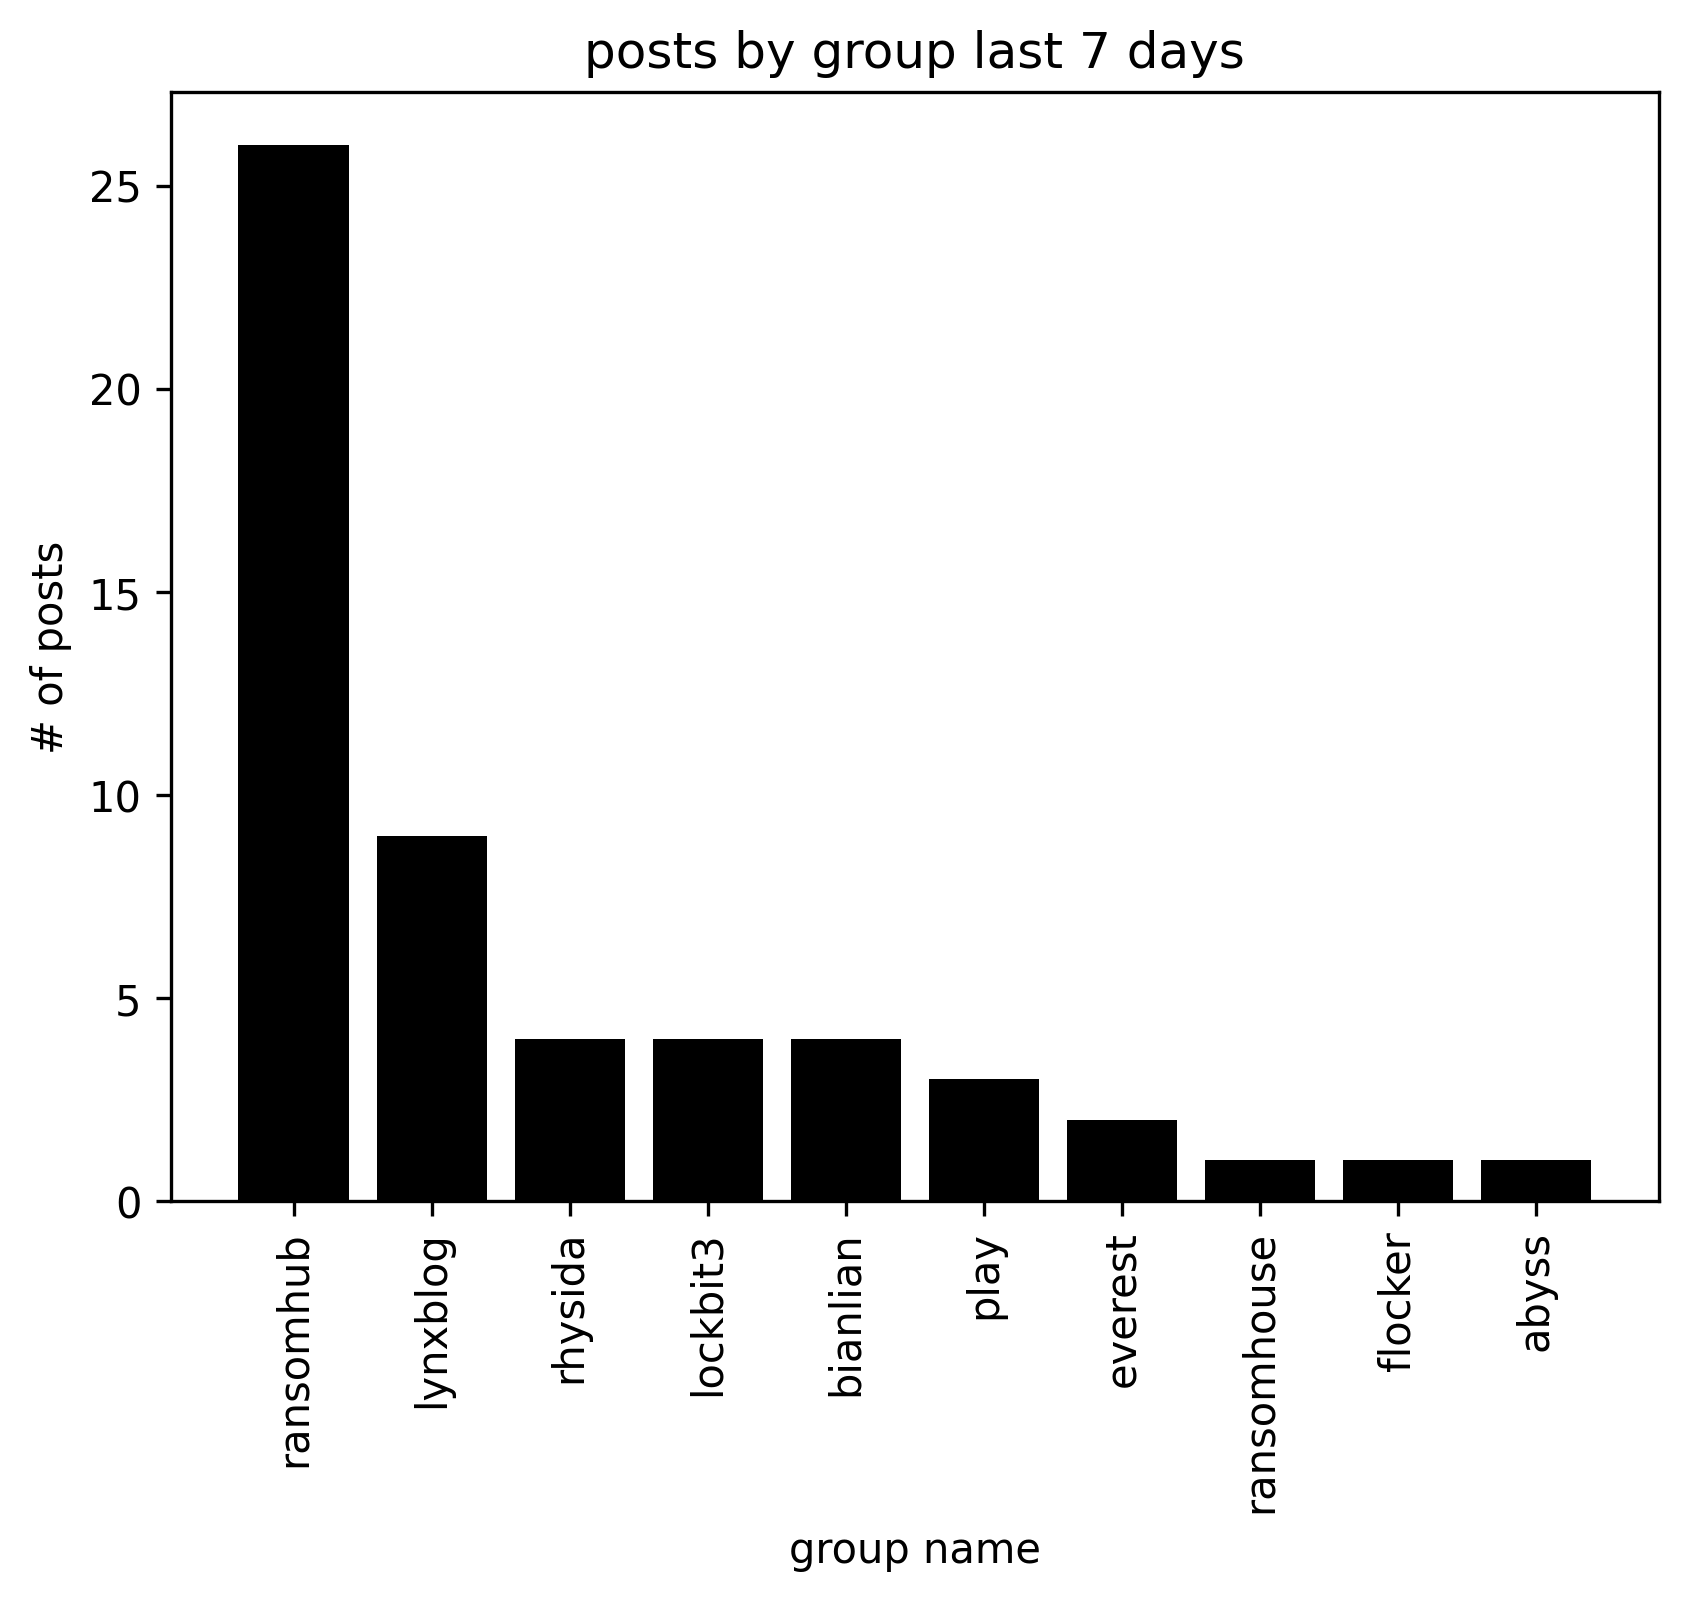 posts by group last 7 days
# of posts
25
20
15
10
5
0
ransomhub
lynxblog
rhysida
lockbit3
bianlian
play
everest
ransomhouse
flocker
abyss
group name